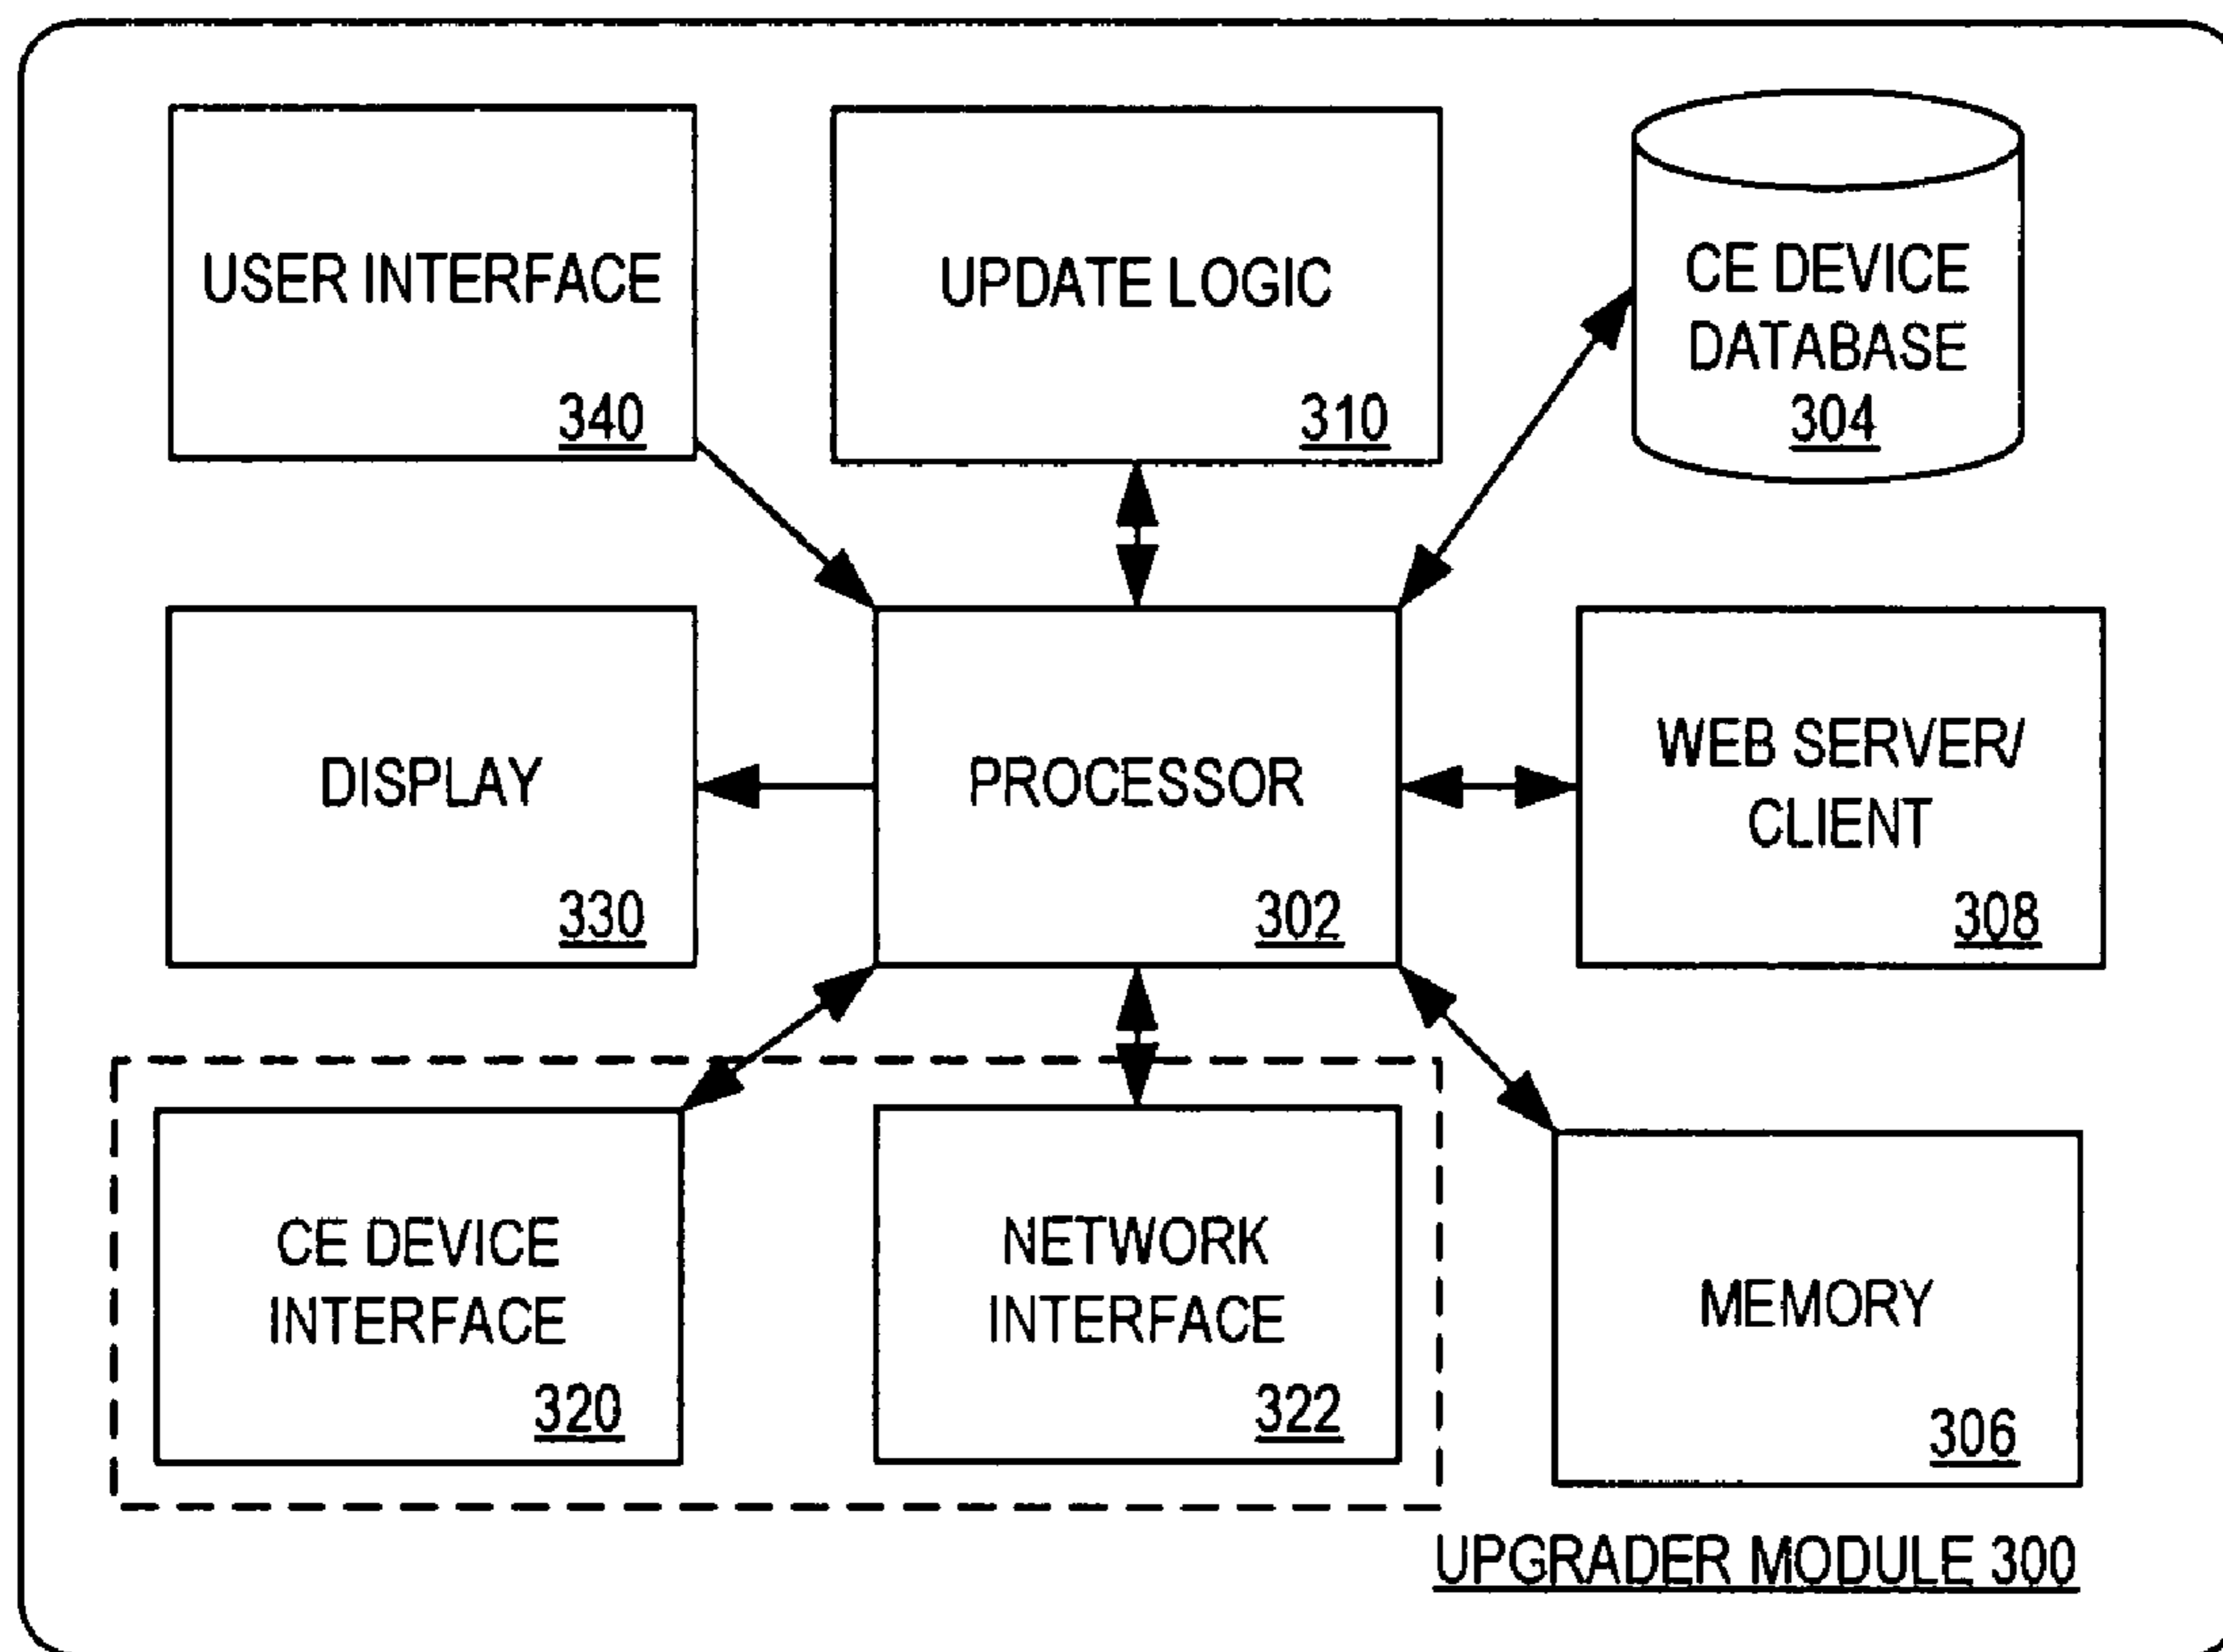 USER INTERFACE
340
UPDATE LOGIC
310
CE DEVICE
DATABASE
304
DISPLAY
330
PROCESSOR
302
WEB SERVER/
CLIENT
308
CE DEVICE
INTERFACE
320
NETWORK
INTERFACE
322
MEMORY
306
UPGRADER MODULE 300